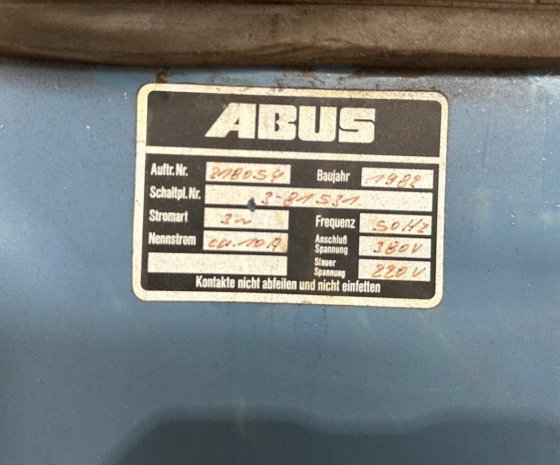 ABUS
Auftr. Nr. 218054 Baujahr 1982
Schaltpl. Nr. 3-81531
Stromart 3~ Frequenz 50Hz
Nennstrom ca. 10A Anschluß Spannung 380V
Steuer Spannung 220V
Kontakte nicht abfeilen und nicht einfetten